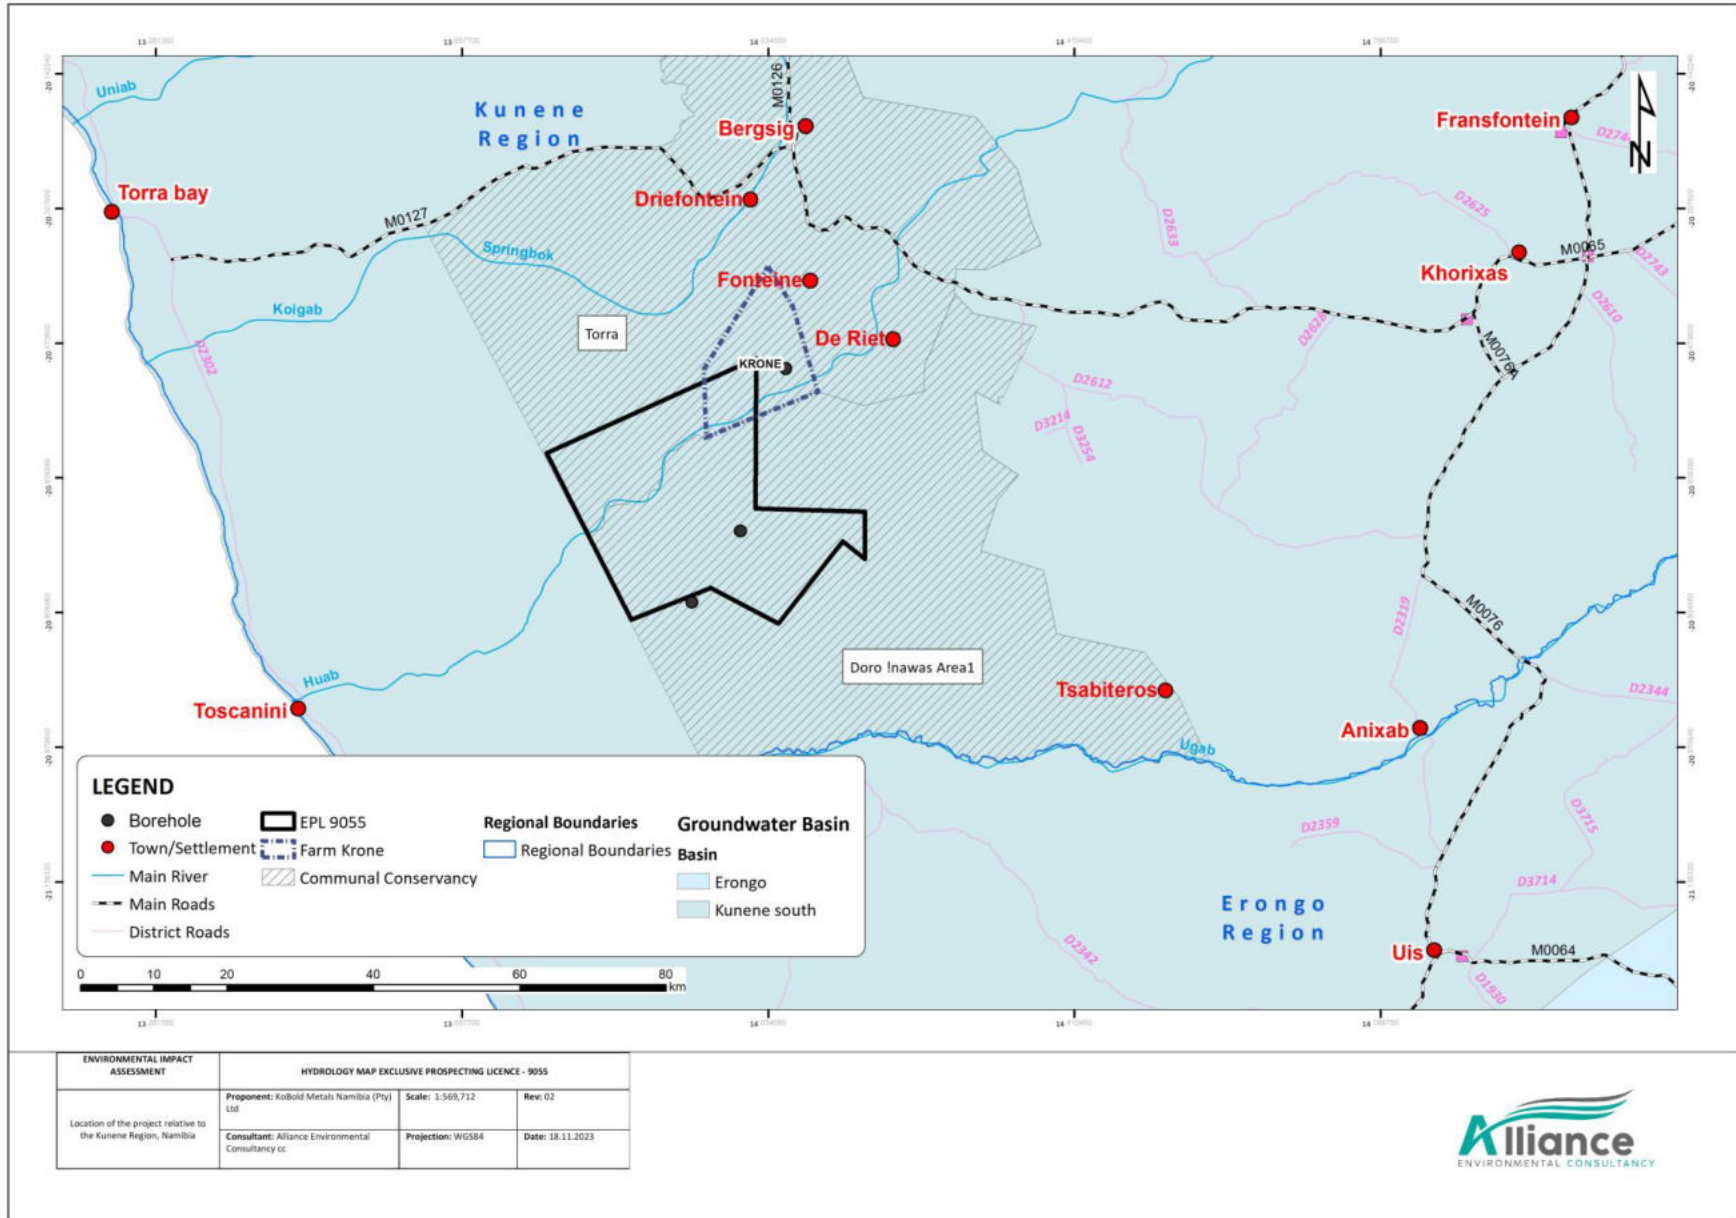 Uniab
Kunene
Region
M0126
Bergsig
Fransfontein
Torra bay
Driefontein
M0127
D2633
D2625
M0065
Springbok
Khorixas
D2743
Koigab
Fonteine
D2610
D2302
Torra
De Riet
D2628
KRONE
D2612
D3214
D3254
D2319
M0076
Doro !nawas Area1
Huab
Tsabiteros
D2344
Toscanini
Anixab
Ugab
LEGEND
Borehole
Town/Settlement
Main River
Main Roads
District Roads
EPL 9055
Farm Krone
Communal Conservancy
Regional Boundaries
Regional Boundaries
Groundwater Basin
Basin
Erongo
Kunene south
D2359
D3715
D3714
Erongo
Region
D2342
Uis
M0064
D1930
0 10 20 40 60 80
km
N
ENVIRONMENTAL IMPACT
ASSESSMENT
HYDROLOGY MAP EXCLUSIVE PROSPECTING LICENCE - 9055
Location of the project relative to
the Kunene Region, Namibia
Proponent: KoBold Metals Namibia (Pty)
Ltd
Scale: 1:569,712
Rev: 02
Consultant: Alliance Environmental
Consultancy cc
Projection: WGS84
Date: 18.11.2023
Alliance
ENVIRONMENTAL CONSULTANCY